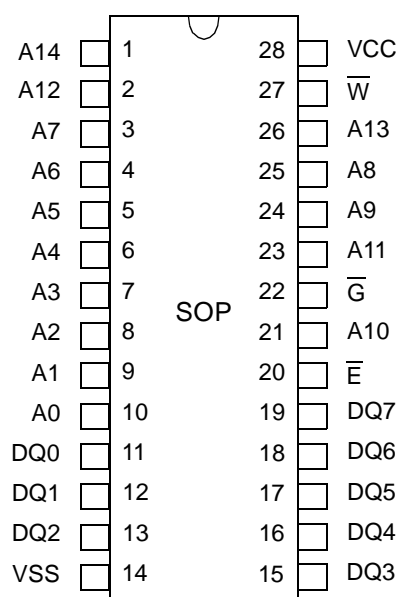 A14 1 28 VCC
A12 2 27 W̅
A7 3 26 A13
A6 4 25 A8
A5 5 24 A9
A4 6 23 A11
A3 7 22 G̅
SOP
A2 8 21 A10
A1 9 20 E̅
A0 10 19 DQ7
DQ0 11 18 DQ6
DQ1 12 17 DQ5
DQ2 13 16 DQ4
VSS 14 15 DQ3